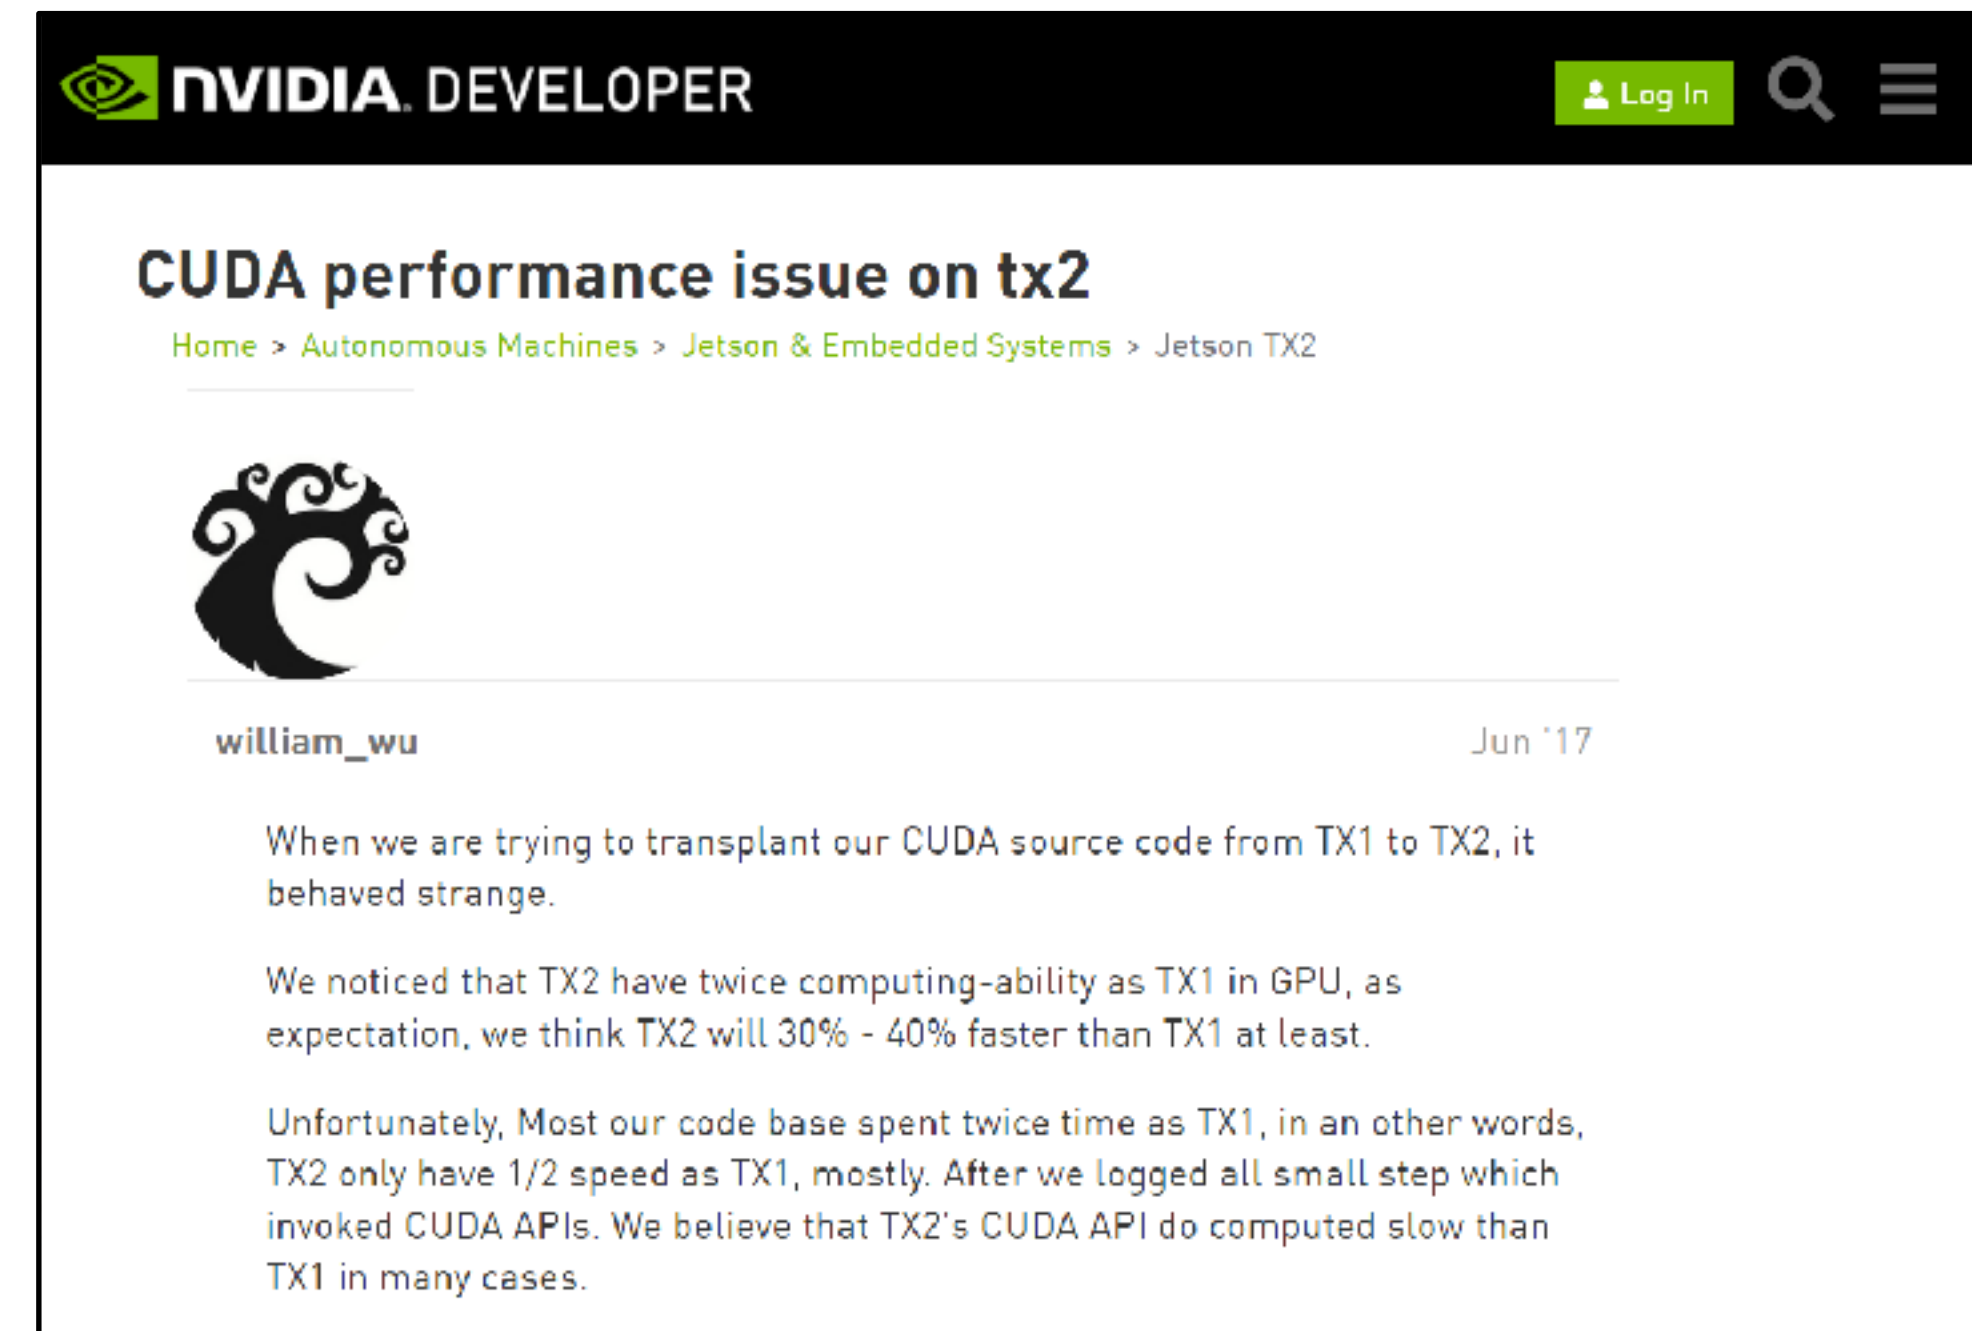 NVIDIA. DEVELOPER
Log In
CUDA performance issue on tx2
Home > Autonomous Machines > Jetson & Embedded Systems > Jetson TX2
william_wu
Jun '17
When we are trying to transplant our CUDA source code from TX1 to TX2, it
behaved strange.
We noticed that TX2 have twice computing-ability as TX1 in GPU, as
expectation, we think TX2 will 30% - 40% faster than TX1 at least.
Unfortunately, Most our code base spent twice time as TX1, in an other words,
TX2 only have 1/2 speed as TX1, mostly. After we logged all small step which
invoked CUDA APIs. We believe that TX2's CUDA API do computed slow than
TX1 in many cases.